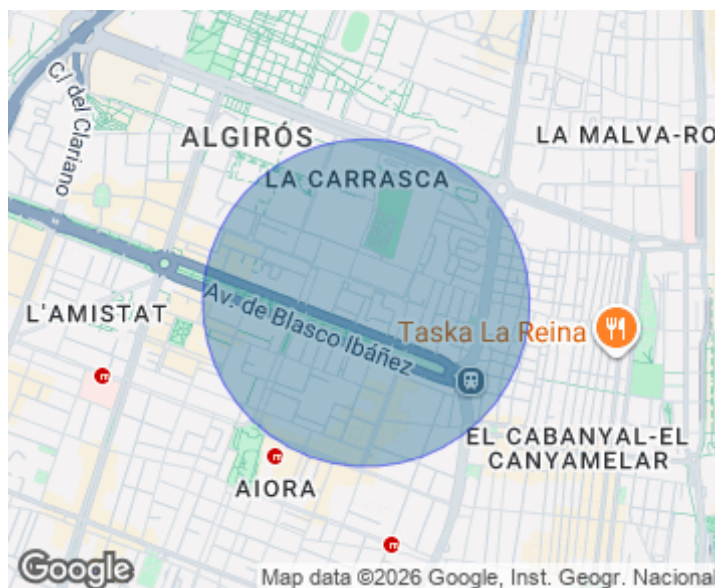 C/ del Clariano
ALGIRÓS
LA MALVA-RO
LA CARRASCA
L'AMISTAT
Av. de Blasco Ibáñez
Taska La Reina
EL CABANYAL-EL
CANYAMELAR
AIORA
Google
Map data ©2026 Google, Inst. Geogr. Nacional